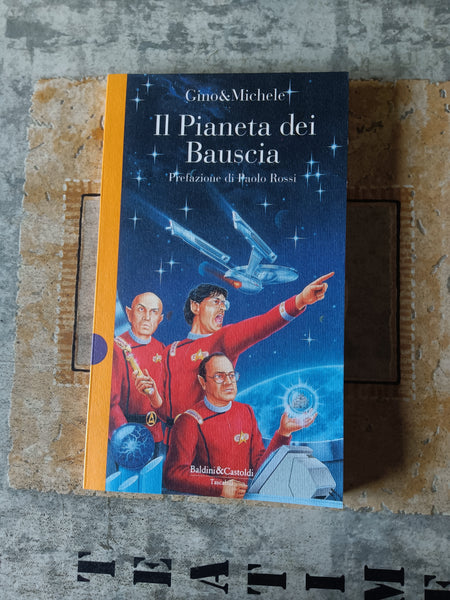 Gino&Michele
Il Pianeta dei
Bauscia
Prefazione di Paolo Rossi
Baldini&Castoldi
Tascabili
T E A T I M E